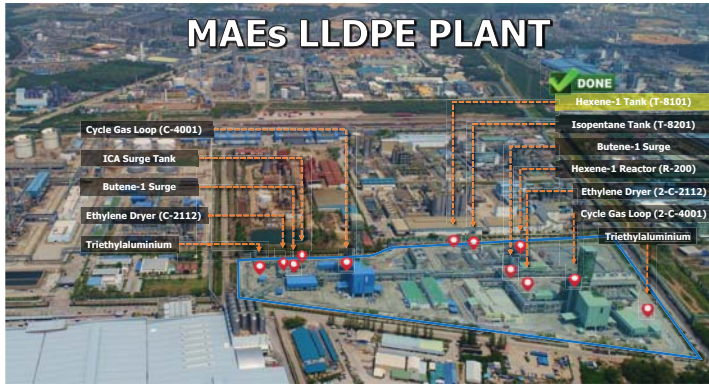 MAEs LLDPE PLANT
DONE
Hexene-1 Tank (T-8101)
Isopentane Tank (T-8201)
Butene-1 Surge
Hexene-1 Reactor (R-200)
Ethylene Dryer (2-C-2112)
Cycle Gas Loop (2-C-4001)
Triethylaluminium
Cycle Gas Loop (C-4001)
ICA Surge Tank
Butene-1 Surge
Ethylene Dryer (C-2112)
Triethylaluminium